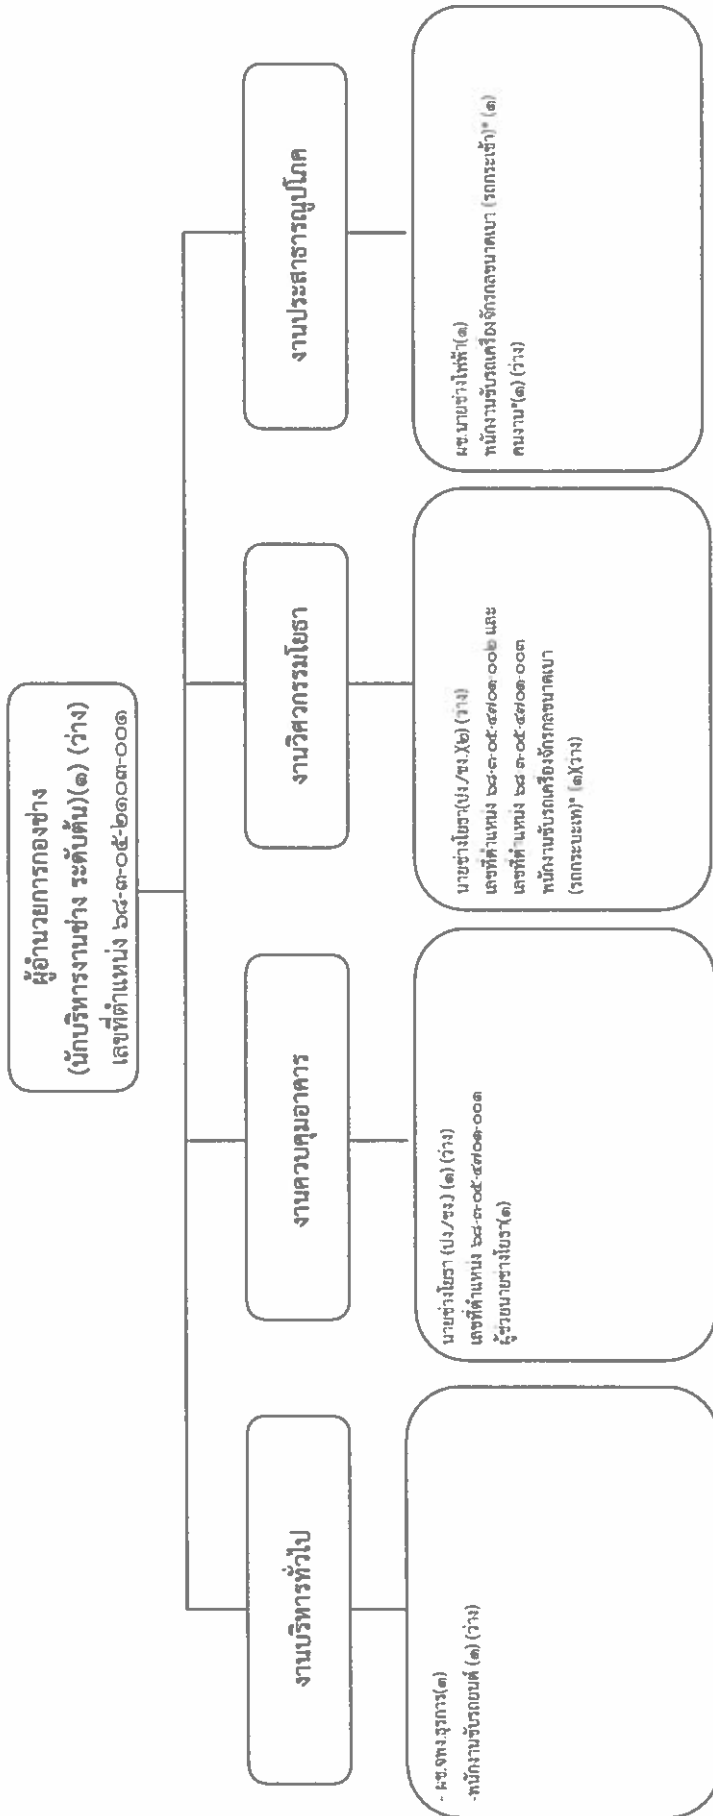 ผู้อำนวยการกองช่าง
(นักบริหารงานช่าง ระดับต้น)(๑) (ว่าง)
เลขที่ตำแหน่ง ๖๘-๓-๐๕-๒๑๐๓-๐๐๑
งานบริหารทั่วไป
- ผช.จพง.ธุรการ(๑)
-พนักงานขับรถยนต์ (๑) (ว่าง)
งานควบคุมอาคาร
นายช่างโยธา (ปง./ชง.) (๑) (ว่าง)
เลขที่ตำแหน่ง ๖๘-๓-๐๕-๔๗๐๑-๐๐๑
ผู้ช่วยนายช่างโยธา(๑)
งานวิศวกรรมโยธา
นายช่างโยธา(ปง./ชง.)(๒) (ว่าง)
เลขที่ตำแหน่ง ๖๘-๓-๐๕-๔๗๐๑-๐๐๒ และ
เลขที่ตำแหน่ง ๖๘-๓-๐๕-๔๗๐๑-๐๐๓
พนักงานขับรถเครื่องจักรกลขนาดเบา
(รถกระบะเท)* (๑)(ว่าง)
งานประสาธารณูปโภค
ผช.นายช่างไฟฟ้า(๑)
พนักงานขับรถเครื่องจักรกลขนาดเบา (รถกระเช้า)* (๑)
คนงาน*(๑) (ว่าง)